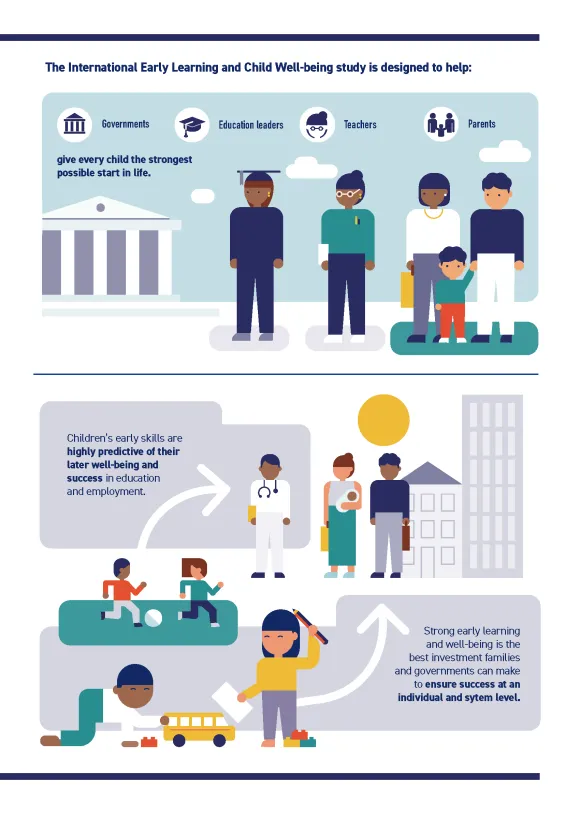 The International Early Learning and Child Well-being study is designed to help:
Governments
Education leaders
Teachers
Parents
give every child the strongest
possible start in life.
Children's early skills are
highly predictive of their
later well-being and
success in education
and employment.
Strong early learning
and well-being is the
best investment families
and governments can make
to ensure success at an
individual and sytem level.